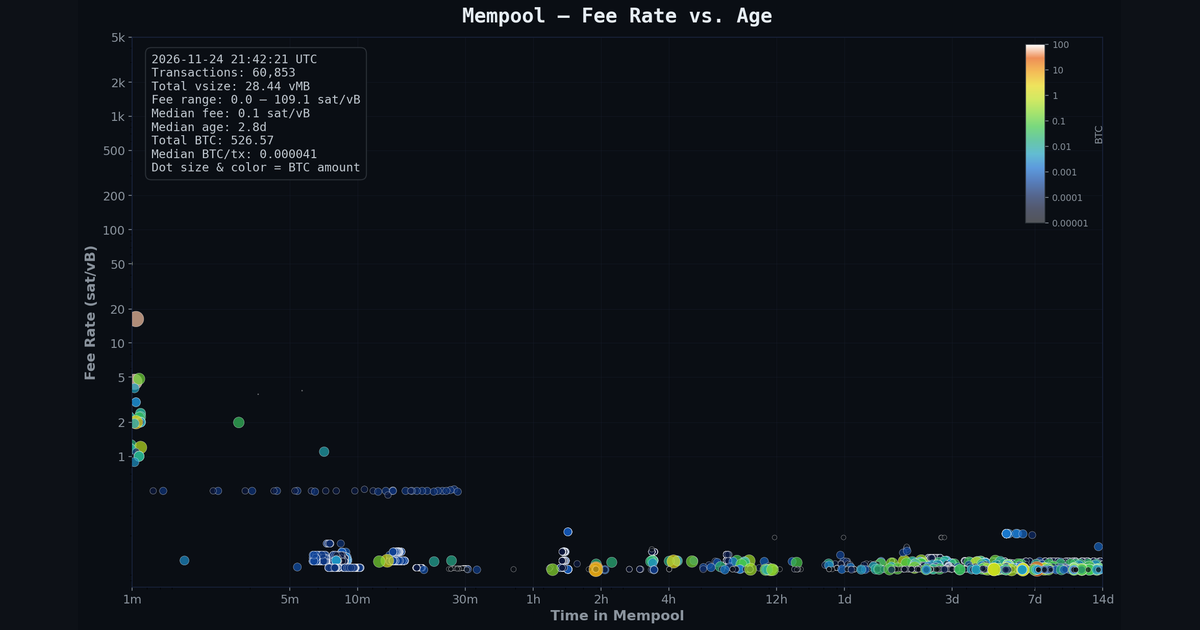 Mempool — Fee Rate vs. Age
2026-11-24 21:42:21 UTC
Transactions: 60,853
Total vsize: 28.44 vMB
Fee range: 0.0 – 109.1 sat/vB
Median fee: 0.1 sat/vB
Median age: 2.8d
Total BTC: 526.57
Median BTC/tx: 0.000041
Dot size & color = BTC amount
100
10
1
0.1
0.01
0.001
0.0001
0.00001
BTC
5k
2k
1k
500
200
100
50
20
10
5
2
1
Fee Rate (sat/vB)
1m 5m 10m 30m 1h 2h 4h 12h 1d 3d 7d 14d
Time in Mempool